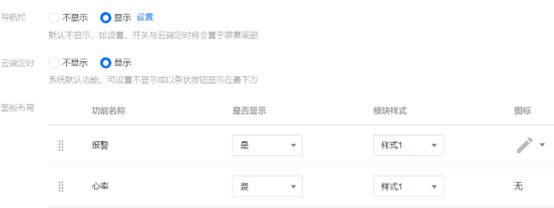 导航栏 不显示 显示 设置
默认不显示。如设置，开关与云端定时将会置于屏幕底部
云端定时 不显示 显示
系统默认功能，可设置不显示或以条状按钮显示在最下方
面板布局 功能名称 是否显示 模块样式 图标
报警 是 样式1
心率 是 样式1 无